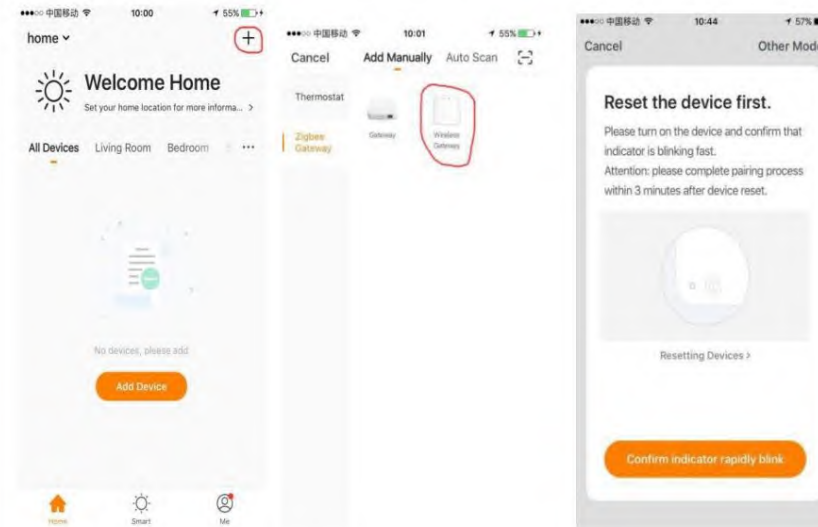 中国移动 10:00 55%
home
Welcome Home
Set your home location for more informa... >
All Devices Living Room Bedroom ...
No devices, please add
Add Device
Home Smart Me
中国移动 10:01 55%
Cancel Add Manually Auto Scan
Thermostat
Zigbee
Gateway
Gateway
Wireless
Gateway
中国移动 10:44 57%
Cancel Other Mode
Reset the device first.
Please turn on the device and confirm that
indicator is blinking fast.
Attention: please complete pairing process
within 3 minutes after device reset.
Resetting Devices >
Confirm indicator rapidly blink